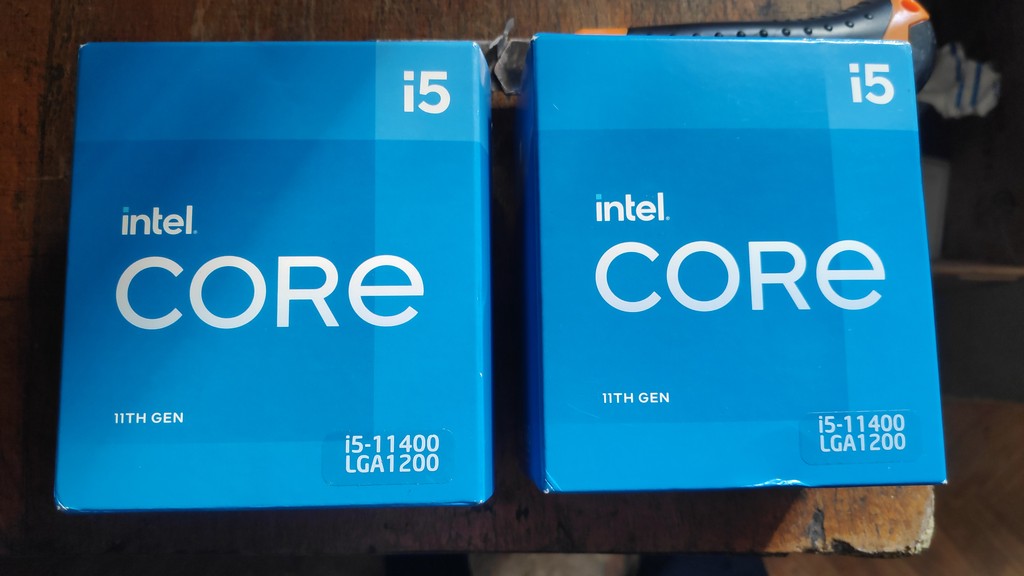 i5
intel.
CORe
11TH GEN
i5-11400
LGA1200
i5
intel.
CORe
11TH GEN
i5-11400
LGA1200